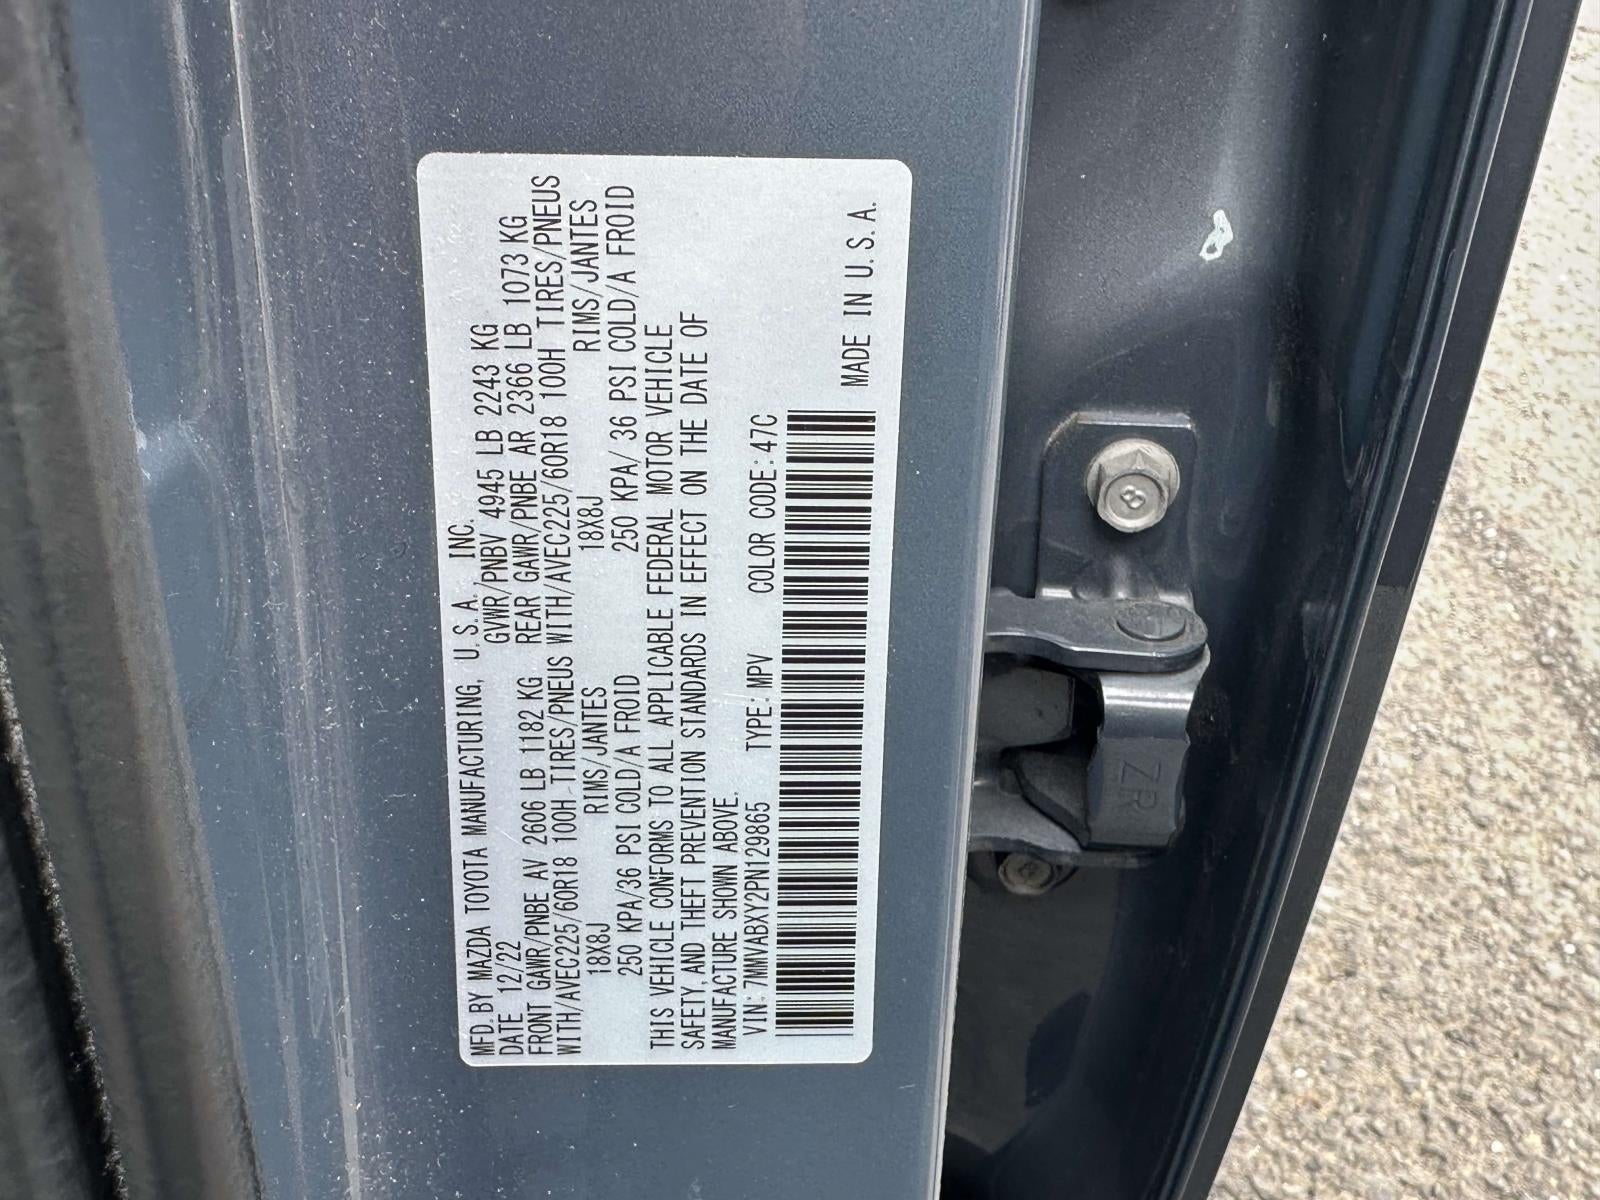 MFD. BY MAZDA TOYOTA MANUFACTURING, U. S. A. INC.
DATE 12/22 GVWR/PNBV 4945 LB 2243 KG
FRONT GAWR/PNBE AV 2606 LB 1182 KG REAR GAWR/PNBE AR 2366 LB 1073 KG
WITH/AVEC225/60R18 100H TIRES/PNEUS WITH/AVEC225/60R18 100H TIRES/PNEUS
18X8J RIMS/JANTES 18X8J RIMS/JANTES
250 KPA/36 PSI COLD/A FROID 250 KPA/ 36 PSI COLD/A FROID
THIS VEHICLE CONFORMS TO ALL APPLICABLE FEDERAL MOTOR VEHICLE
SAFETY, AND THEFT PREVENTION STANDARDS IN EFFECT ON THE DATE OF
MANUFACTURE SHOWN ABOVE.
VIN:7MMVABXY2PN129865 TYPE:MPV COLOR CODE:47C
MADE IN U. S. A.
8
ZR